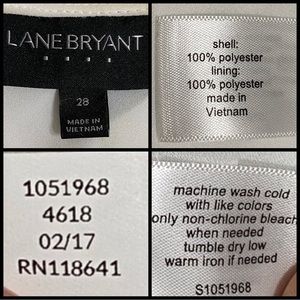 LANE BRYANT
28
MADE IN
VIETNAM
shell:
100% polyester
lining:
100% polyester
made in
Vietnam
1051968
4618
02/17
RN118641
machine wash cold
with like colors
only non-chlorine bleach
when needed
tumble dry low
warm iron if needed
S1051968